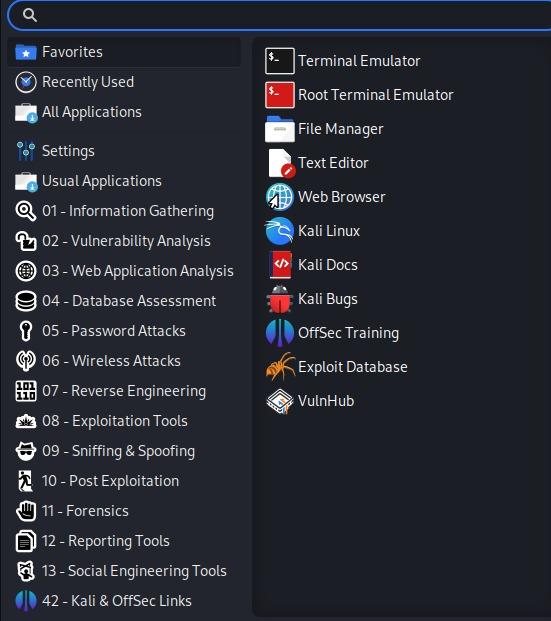 Favorites
Recently Used
All Applications
Settings
Usual Applications
01 - Information Gathering
02 - Vulnerability Analysis
03 - Web Application Analysis
04 - Database Assessment
05 - Password Attacks
06 - Wireless Attacks
07 - Reverse Engineering
08 - Exploitation Tools
09 - Sniffing & Spoofing
10 - Post Exploitation
11 - Forensics
12 - Reporting Tools
13 - Social Engineering Tools
42 - Kali & OffSec Links
Terminal Emulator
Root Terminal Emulator
File Manager
Text Editor
Web Browser
Kali Linux
Kali Docs
Kali Bugs
OffSec Training
Exploit Database
VulnHub